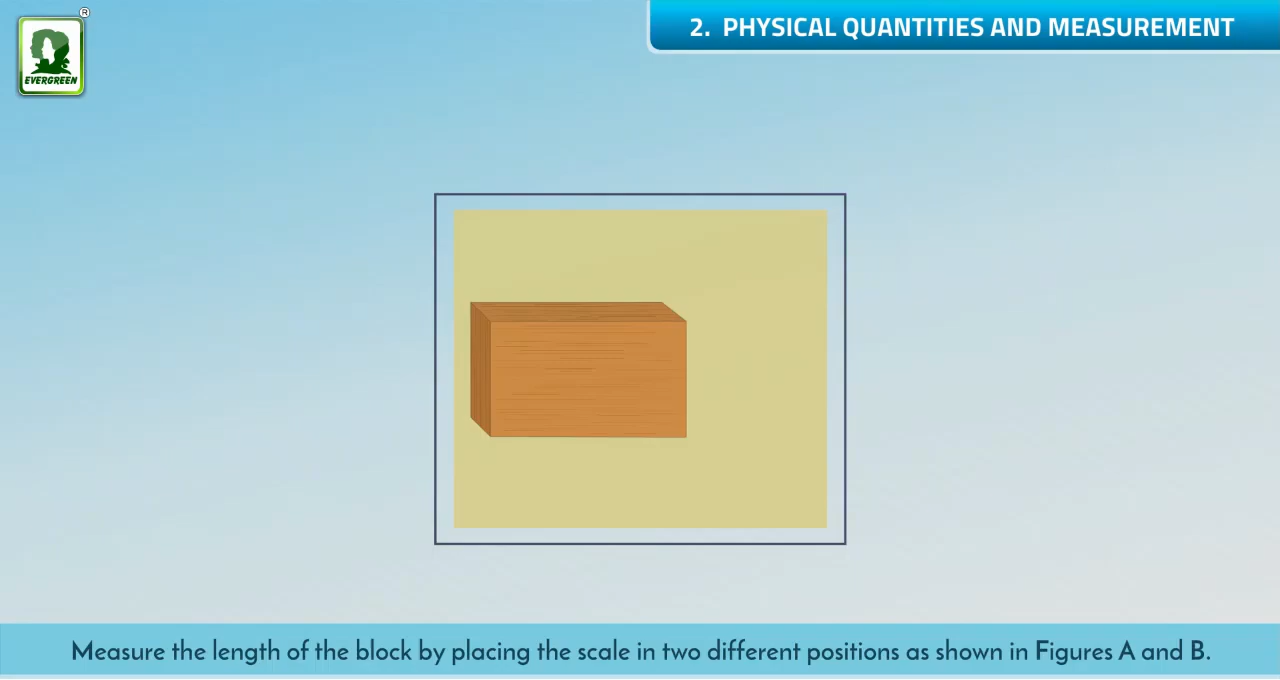 ®
EVERGREEN
2. PHYSICAL QUANTITIES AND MEASUREMENT
Measure the length of the block by placing the scale in two different positions as shown in Figures A and B.